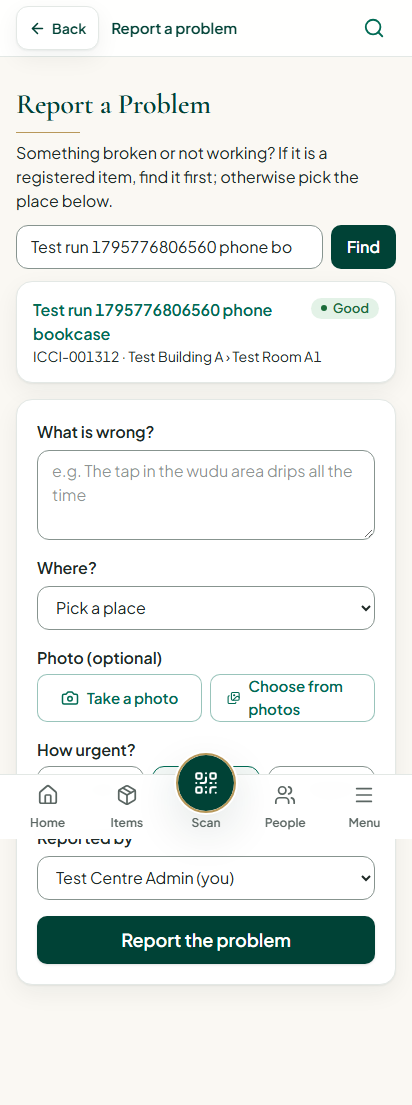 Back
Report a problem
Report a Problem
Something broken or not working? If it is a
registered item, find it first; otherwise pick the
place below.
Test run 1795776806560 phone bo
Find
Test run 1795776806560 phone
bookcase
Good
ICCI-001312 · Test Building A › Test Room A1
What is wrong?
e.g. The tap in the wudu area drips all the
time
Where?
Pick a place
Photo (optional)
Take a photo
Choose from
photos
How urgent?
Home
Items
Scan
People
Menu
Reported by
Test Centre Admin (you)
Report the problem